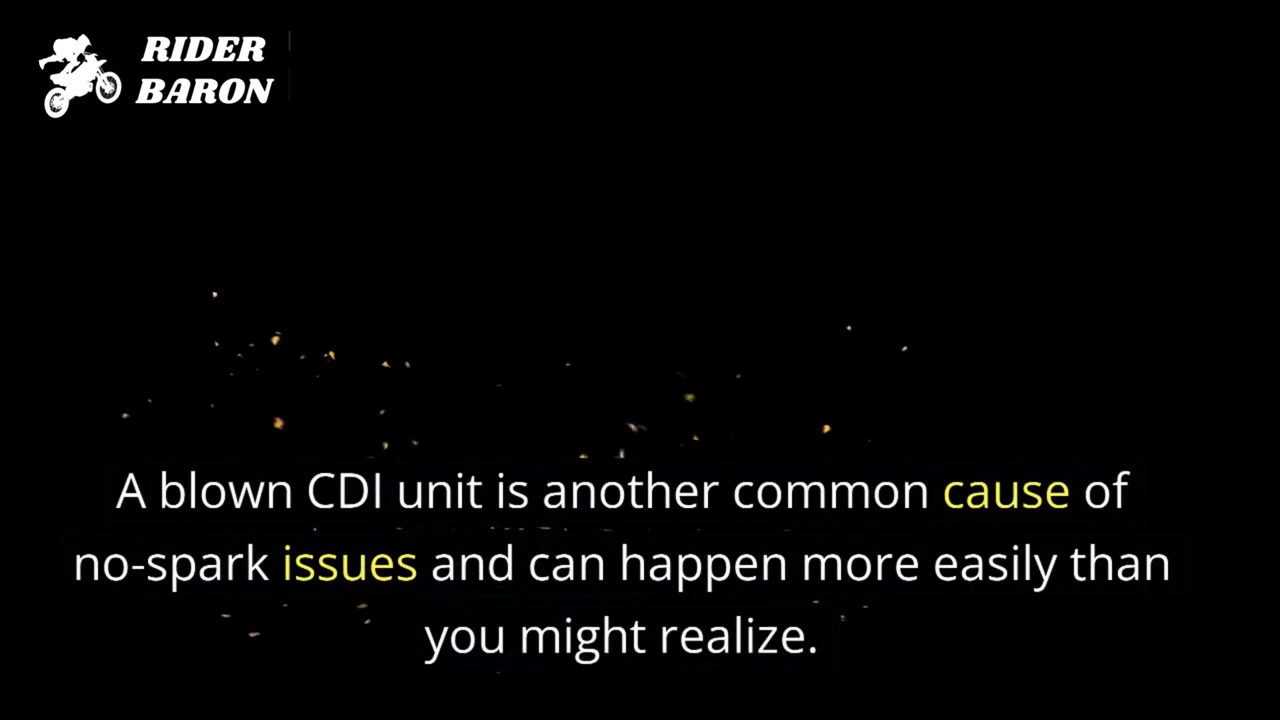 RIDER
BARON
A blown CDI unit is another common cause of
no-spark issues and can happen more easily than
you might realize.